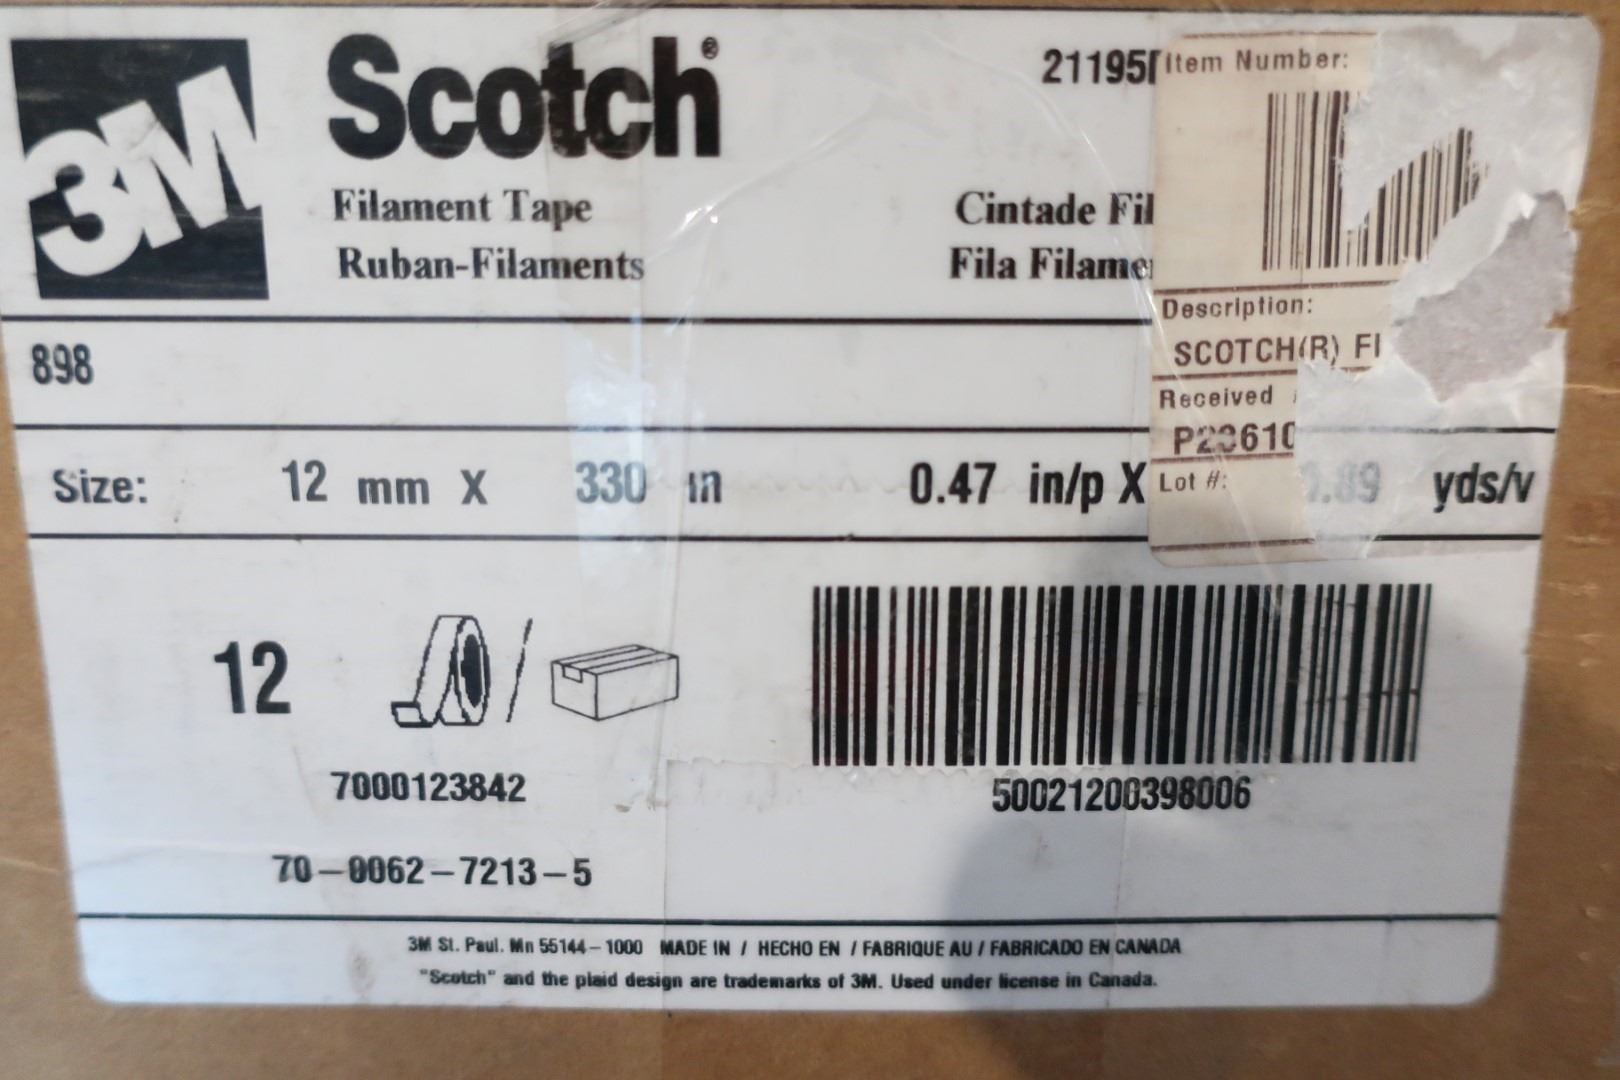 3M
Scotch®
21195
Item Number:
Filament Tape
Cintade Fil
Ruban-Filaments
Fila Filame
Description:
SCOTCH(R) FI
898
Received
Size: 12 mm X 330 m 0.47 in/p X .89 yds/v
Lot #:
12
7000123842
50021200398006
70-0062-7213-5
3M St. Paul. Mn 55144-1000 MADE IN / HECHO EN / FABRIQUE AU / FABRICADO EN CANADA
"Scotch" and the plaid design are trademarks of 3M. Used under license in Canada.